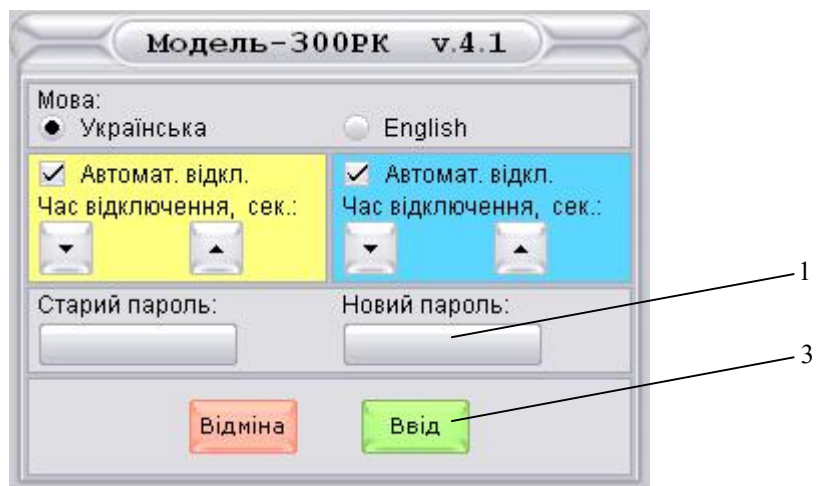 Модель-300РК v.4.1
Мова:
Українська English
Автомат. відкл. Автомат. відкл.
Час відключення, сек.: Час відключення, сек.:
1
Старий пароль: Новий пароль:
3
Відміна Ввід